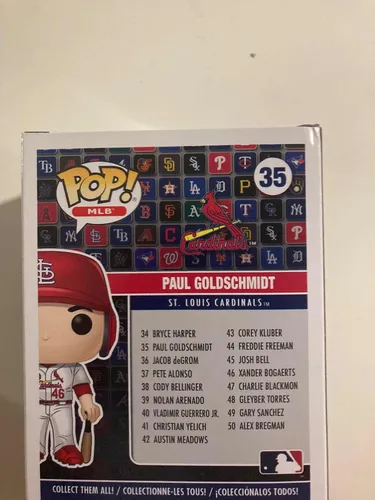 POP!
MLB
35
Cardinals™
PAUL GOLDSCHMIDT
ST. LOUIS CARDINALS™
34 BRYCE HARPER
35 PAUL GOLDSCHMIDT
36 JACOB deGROM
37 PETE ALONSO
38 CODY BELLINGER
39 NOLAN ARENADO
40 VLADIMIR GUERRERO JR.
41 CHRISTIAN YELICH
42 AUSTIN MEADOWS
43 COREY KLUBER
44 FREDDIE FREEMAN
45 JOSH BELL
46 XANDER BOGAERTS
47 CHARLIE BLACKMON
48 GLEYBER TORRES
49 GARY SANCHEZ
50 ALEX BREGMAN
46
COLLECT THEM ALL! / COLLECTIONNE-LES TOUS! / ¡COLECCIÓNALOS TODOS!